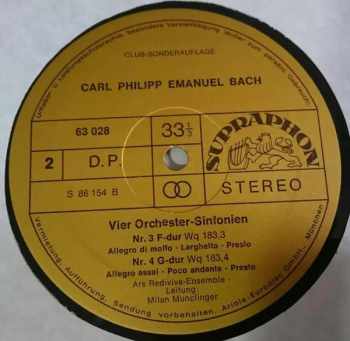 CLUB-SONDERAUFLAGE
CARL PHILIPP EMANUEL BACH
63 028
33 1/3
SUPRAPHON
2
D.P.
S 86 154 B
STEREO
Vier Orchester-Sinfonien
Nr. 3 F-dur Wq 183,3
Allegro di molto - Larghetto - Presto
Nr. 4 G-dur Wq 183,4
Allegro assai - Poco andante - Presto
Ars Rediviva-Ensemble
Leitung:
Milan Munclinger
Vermietung, Aufführung, Sendung vorbehalten. Ariola-Eurodisc GmbH., München